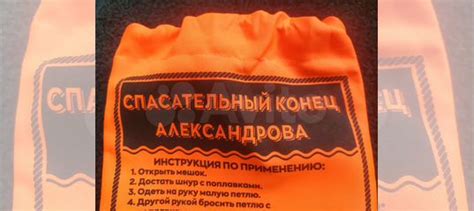 СПАСАТЕЛЬНЫЙ КОНЕЦ
АЛЕКСАНДРОВА
Avito
ИНСТРУКЦИЯ ПО ПРИМЕНЕНИЮ:
1. Открыть мешок.
2. Достать шнур с поплавками.
3. Одеть на руку малую петлю.
4. Другой рукой бросить петлю с